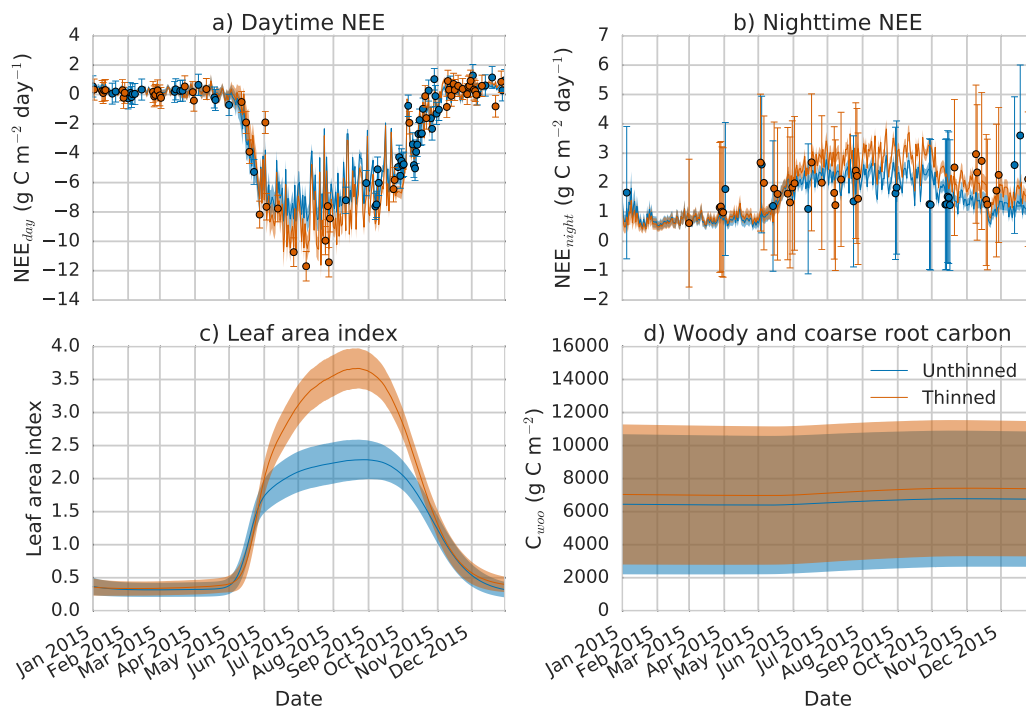 a) Daytime NEE
4
2
0
−2
−4
−6
−8
−10
−12
−14
NEE_day (g C m⁻² day⁻¹)
b) Nighttime NEE
7
6
5
4
3
2
1
0
−1
−2
NEE_night (g C m⁻² day⁻¹)
c) Leaf area index
4.0
3.5
3.0
2.5
2.0
1.5
1.0
0.5
0.0
Leaf area index
Jan 2015
Feb 2015
Mar 2015
Apr 2015
May 2015
Jun 2015
Jul 2015
Aug 2015
Sep 2015
Oct 2015
Nov 2015
Dec 2015
Date
d) Woody and coarse root carbon
16000
14000
12000
10000
8000
6000
4000
2000
0
C_woo (g C m⁻²)
Unthinned
Thinned
Jan 2015
Feb 2015
Mar 2015
Apr 2015
May 2015
Jun 2015
Jul 2015
Aug 2015
Sep 2015
Oct 2015
Nov 2015
Dec 2015
Date